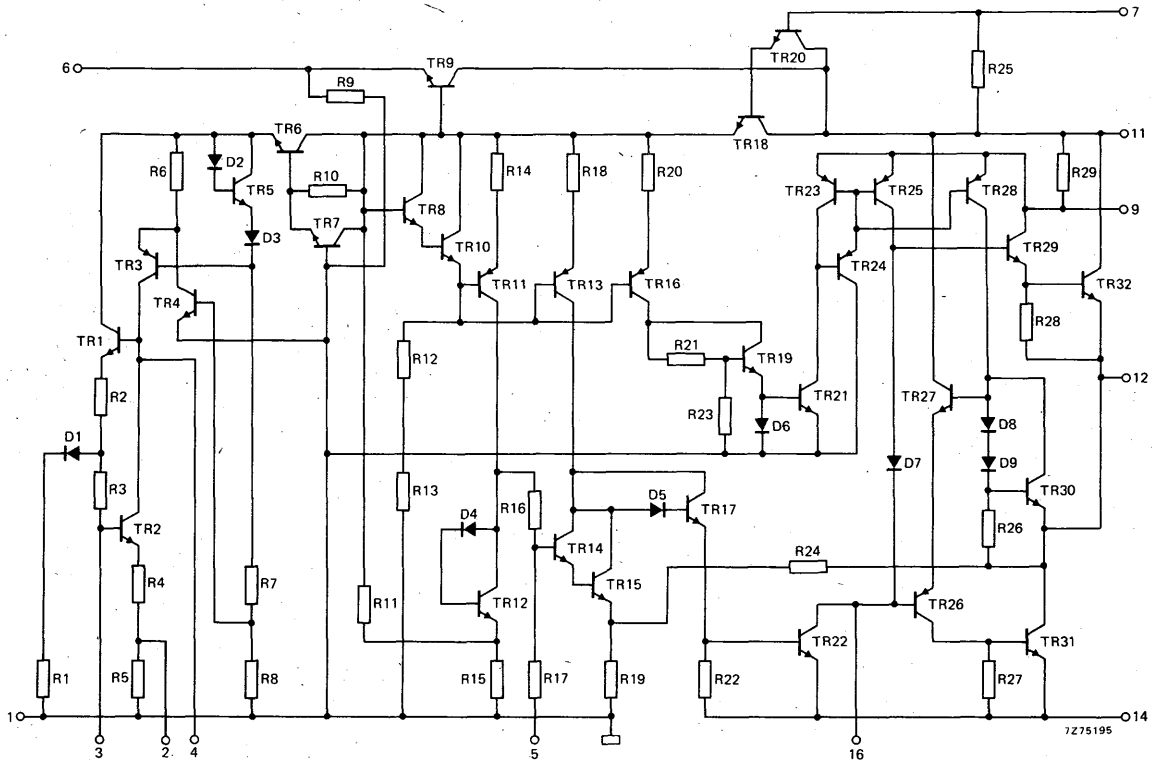 7
TR20
6
TR9
R25
R9
TR6
TR18
11
R6
D2
R14
R18
R20
TR23
TR25
TR28
R29
R10
TR5
TR8
TR7
9
D3
TR10
TR29
TR3
TR11
TR13
TR16
TR24
TR32
TR4
R28
TR1
R12
R21
TR19
12
R2
TR21
TR27
R23
D6
D8
D1
D7
D9
R3
R13
R16
D5
TR17
TR30
D4
R26
TR2
TR14
R24
R4
R7
TR15
R11
TR12
TR26
TR22
TR31
R1
R5
R8
R15
R17
R19
R22
R27
1
14
7Z75195
3
2
4
5
16